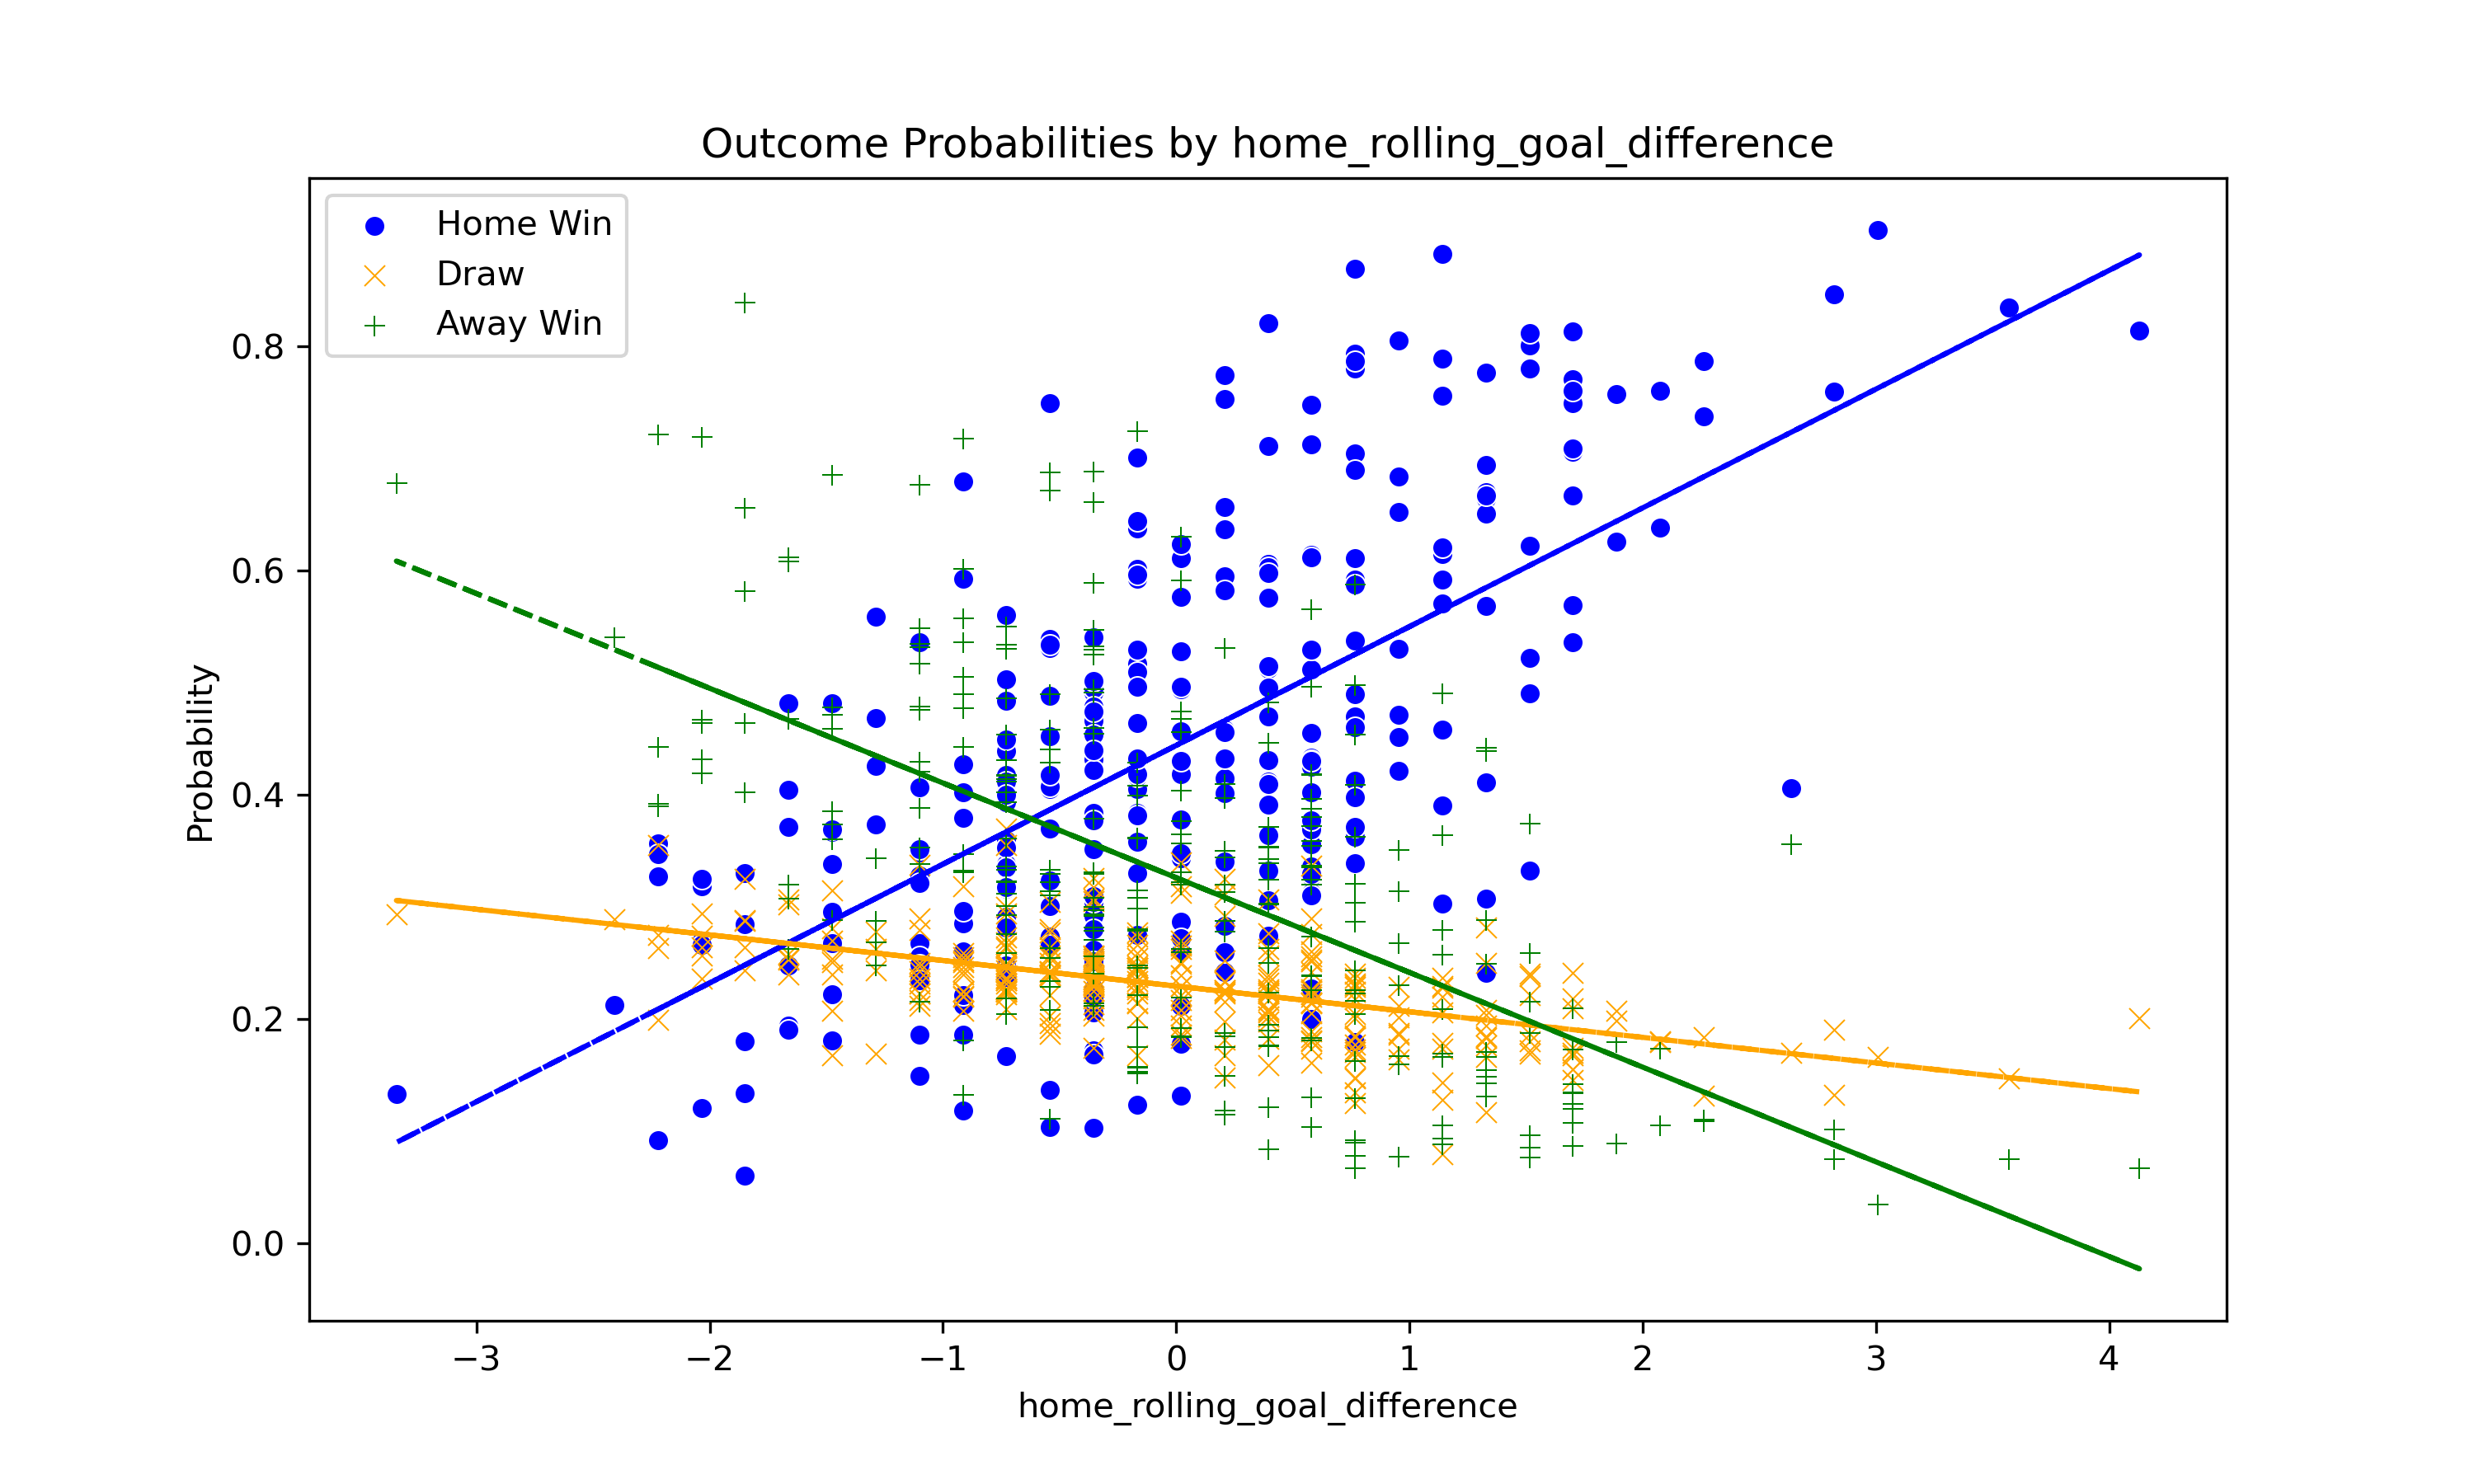 Outcome Probabilities by home_rolling_goal_difference
Home Win
Draw
Away Win
0.8
0.6
0.4
0.2
0.0
Probability
−3 −2 −1 0 1 2 3 4
home_rolling_goal_difference